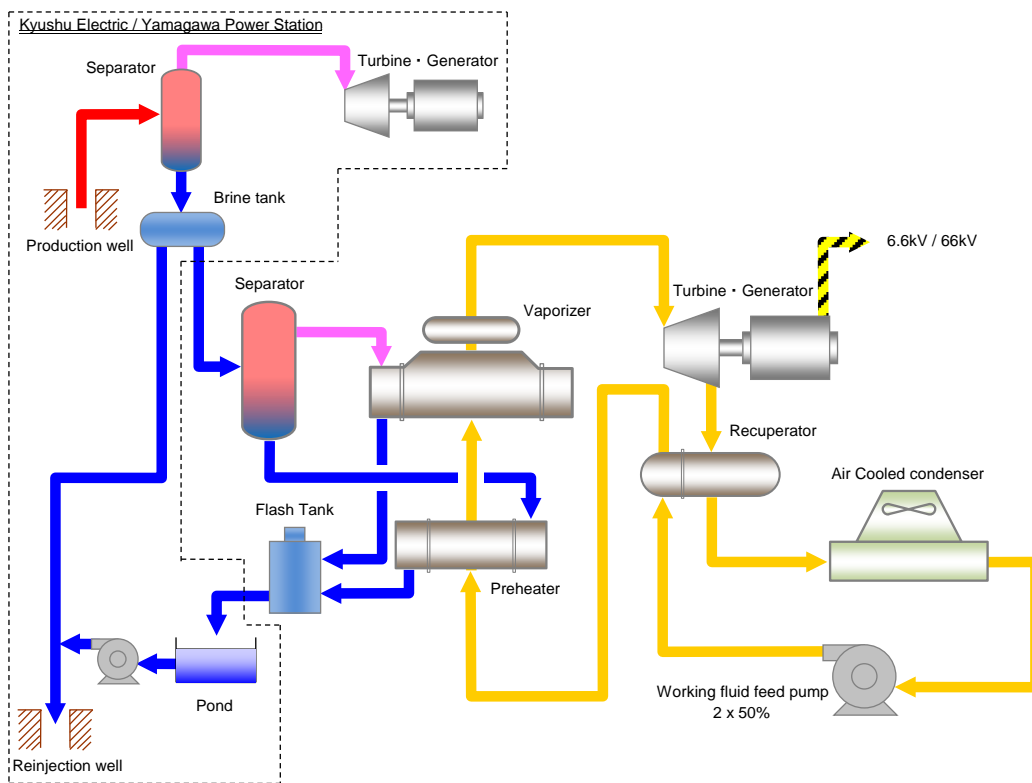 Kyushu Electric / Yamagawa Power Station
Separator
Turbine・Generator
Brine tank
Production well
6.6kV / 66kV
Separator
Turbine・Generator
Vaporizer
Recuperator
Air Cooled condenser
Flash Tank
Preheater
Working fluid feed pump
2 x 50%
Pond
Reinjection well